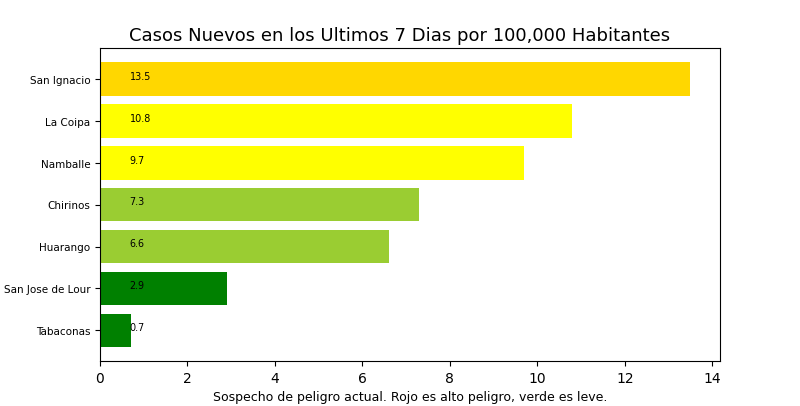 Casos Nuevos en los Ultimos 7 Dias por 100,000 Habitantes
San Ignacio 13.5
La Coipa 10.8
Namballe 9.7
Chirinos 7.3
Huarango 6.6
San Jose de Lour 2.9
Tabaconas 0.7
0 2 4 6 8 10 12 14
Sospecho de peligro actual. Rojo es alto peligro, verde es leve.